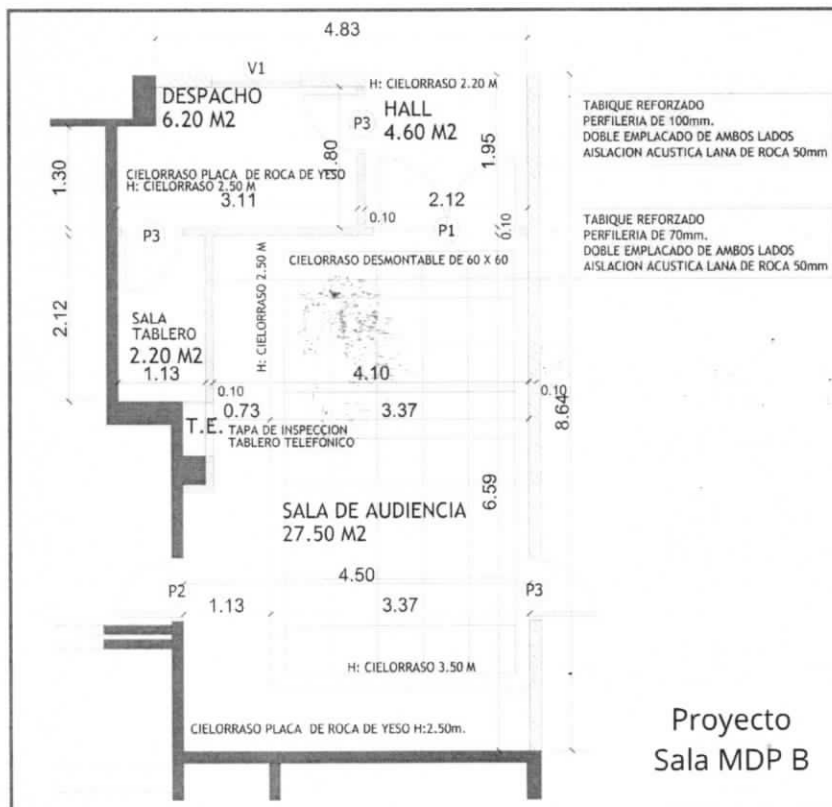 4.83
V1
H: CIELORRASO 2.20 M
DESPACHO
6.20 M2
HALL
4.60 M2
P3
TABIQUE REFORZADO
PERFILERIA DE 100mm.
DOBLE EMPLACADO DE AMBOS LADOS
AISLACION ACUSTICA LANA DE ROCA 50mm
1.30
.80
1.95
CIELORRASO PLACA DE ROCA DE YESO
H: CIELORRASO 2.50 M
3.11
2.12
0.10
0.10
P3
P1
TABIQUE REFORZADO
PERFILERIA DE 70mm.
DOBLE EMPLACADO DE AMBOS LADOS
AISLACION ACUSTICA LANA DE ROCA 50mm
CIELORRASO DESMONTABLE DE 60 X 60
H: CIELORRASO 2.50 M
2.12
SALA
TABLERO
2.20 M2
1.13
4.10
0.10
0.10
0.73
3.37
8.64
T.E. TAPA DE INSPECCION
TABLERO TELEFÓNICO
6.59
SALA DE AUDIENCIA
27.50 M2
4.50
P2
P3
1.13
3.37
H: CIELORRASO 3.50 M
CIELORRASO PLACA DE ROCA DE YESO H:2.50m.
Proyecto
Sala MDP B